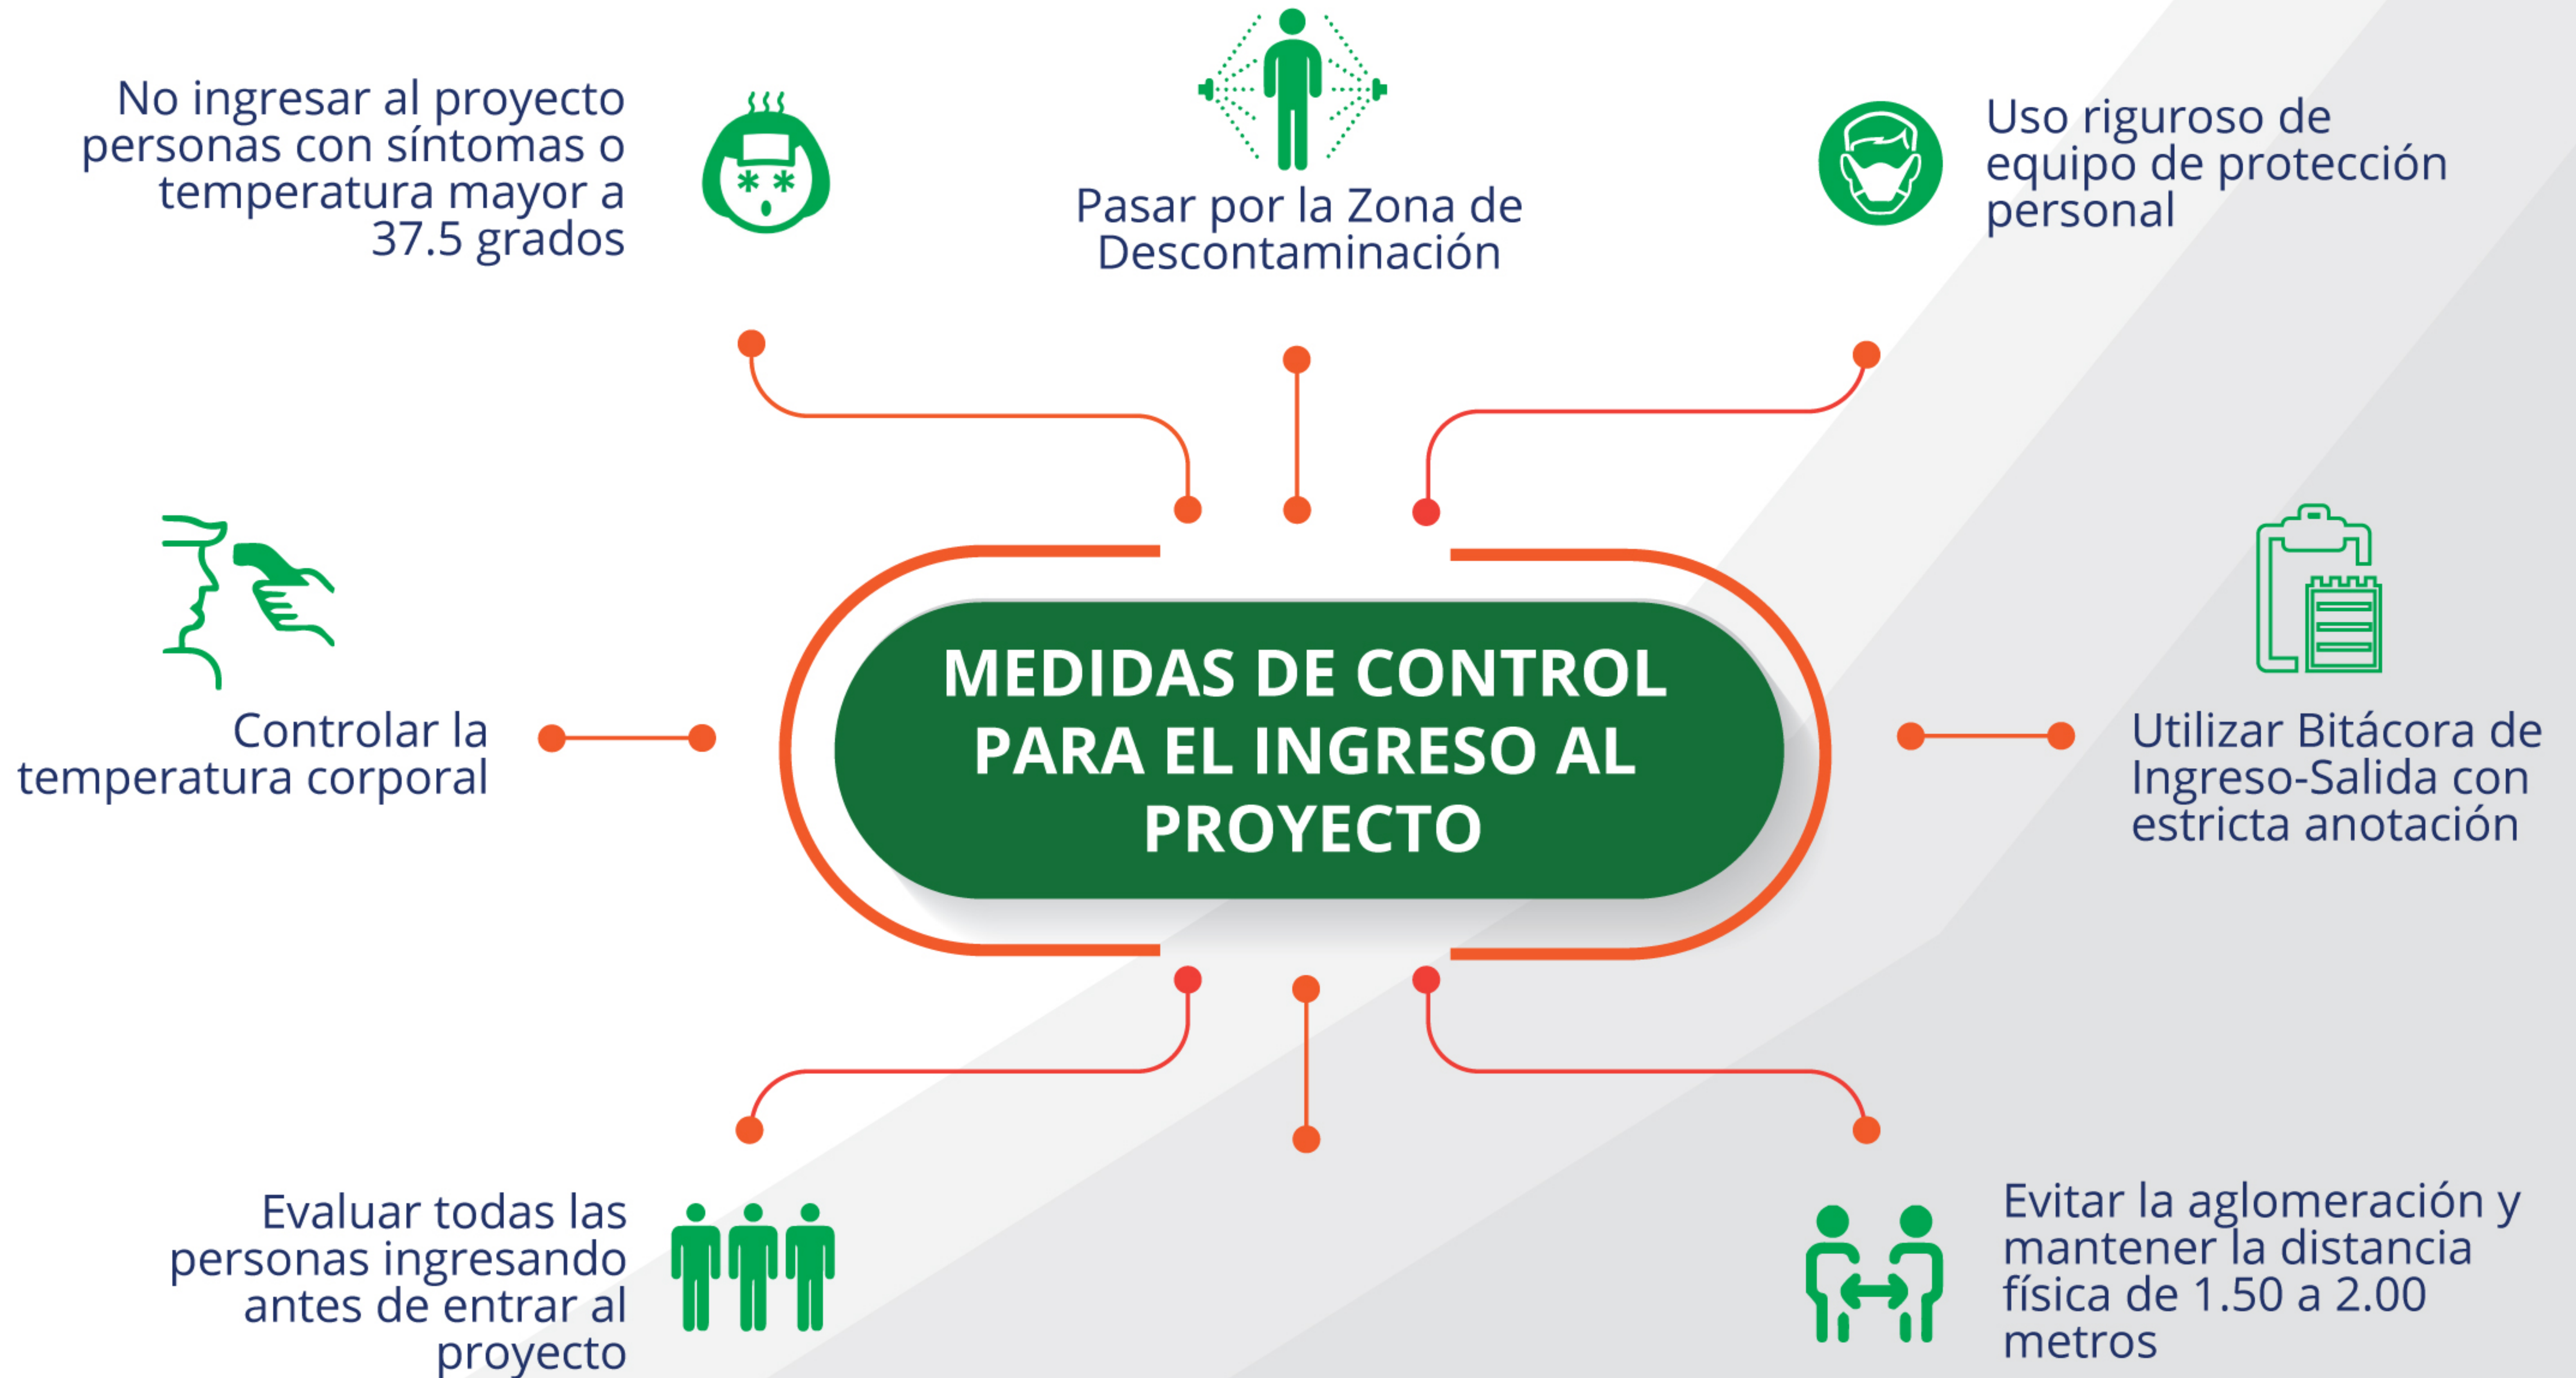 No ingresar al proyecto
personas con síntomas o
temperatura mayor a
37.5 grados
Pasar por la Zona de
Descontaminación
Uso riguroso de
equipo de protección
personal
Controlar la
temperatura corporal
MEDIDAS DE CONTROL
PARA EL INGRESO AL
PROYECTO
Utilizar Bitácora de
Ingreso-Salida con
estricta anotación
Evaluar todas las
personas ingresando
antes de entrar al
proyecto
Evitar la aglomeración y
mantener la distancia
física de 1.50 a 2.00
metros